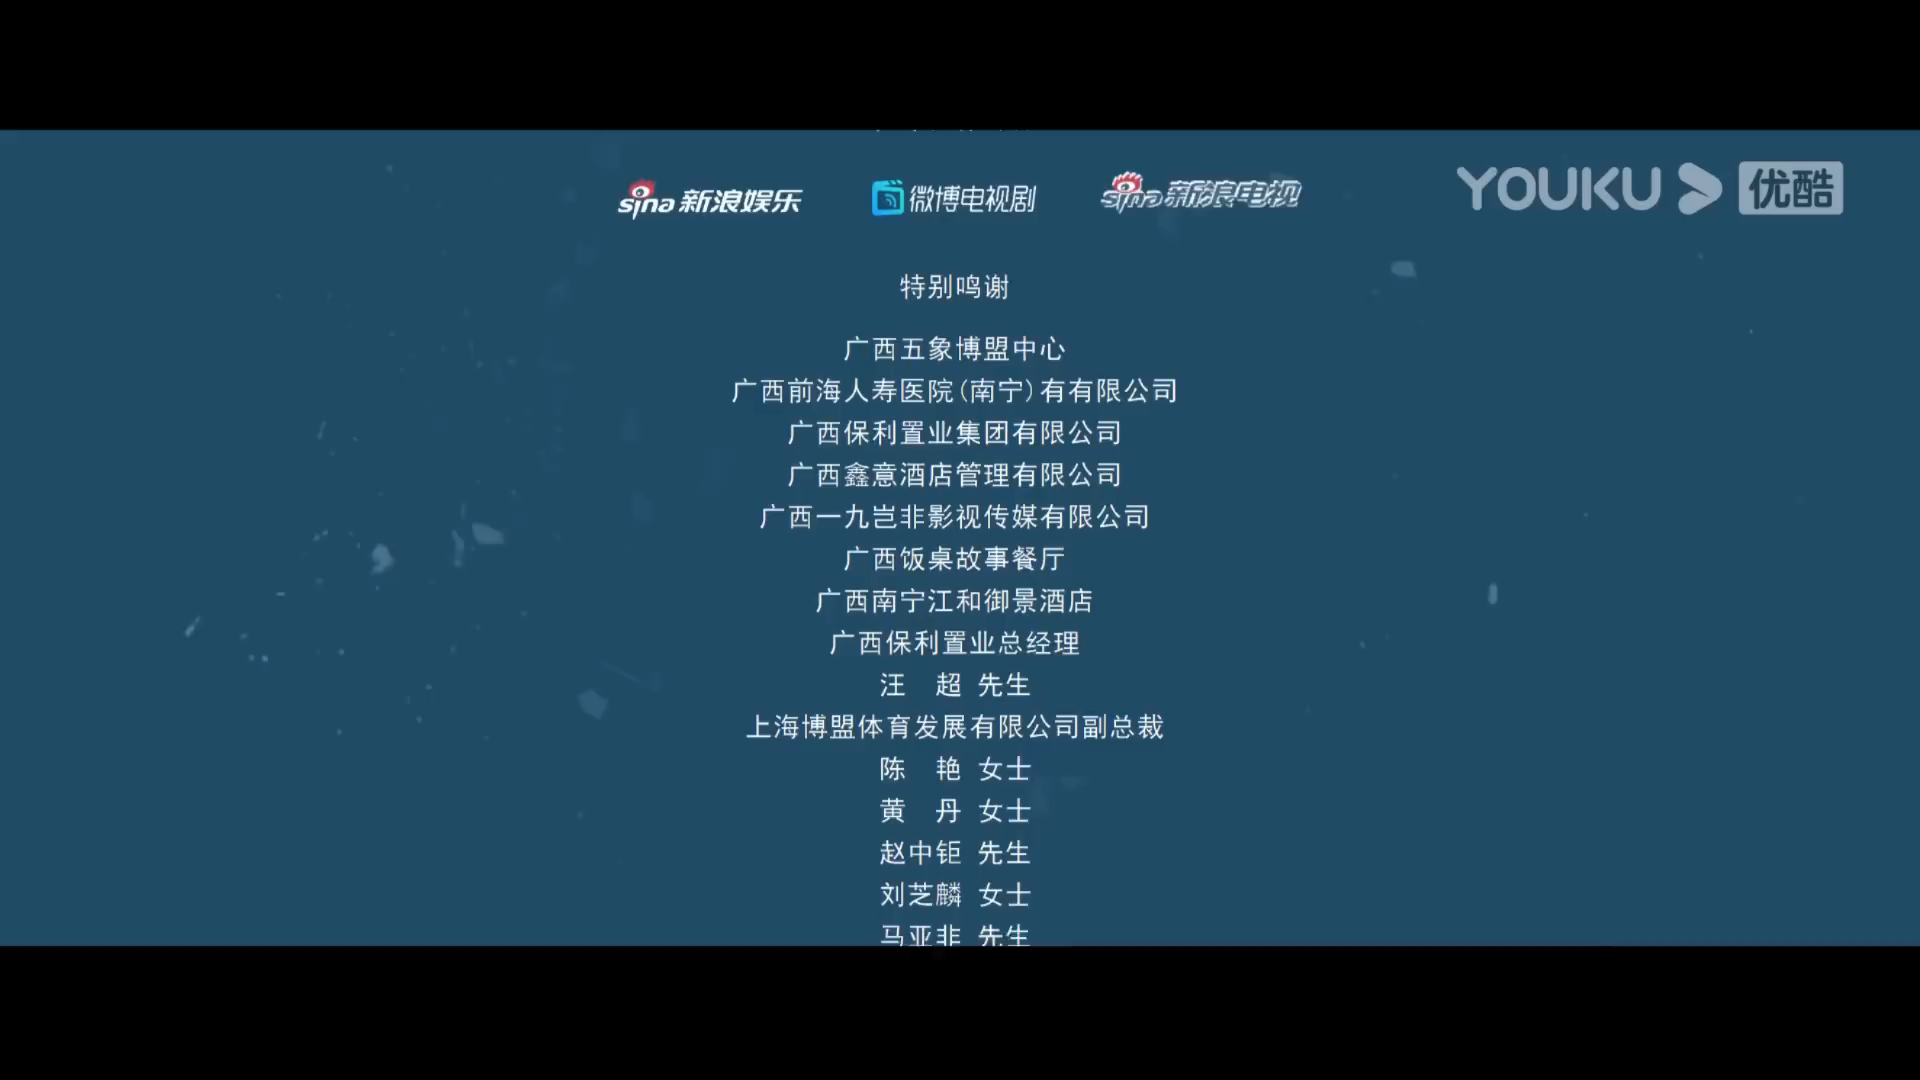 sina 新浪娱乐
微博电视剧
sina 新浪电视
YOUKU 优酷
特别鸣谢
广西五象博盟中心
广西前海人寿医院(南宁)有有限公司
广西保利置业集团有限公司
广西鑫意酒店管理有限公司
广西一九岂非影视传媒有限公司
广西饭桌故事餐厅
广西南宁江和御景酒店
广西保利置业总经理
汪 超 先生
上海博盟体育发展有限公司副总裁
陈 艳 女士
黄 丹 女士
赵中钜 先生
刘芝麟 女士
马亚非 先生